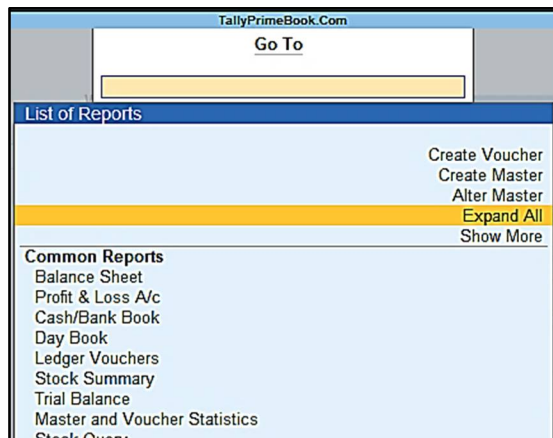 TallyPrimeBook.Com
Go To
List of Reports
Create Voucher
Create Master
Alter Master
Expand All
Show More
Common Reports
Balance Sheet
Profit & Loss A/c
Cash/Bank Book
Day Book
Ledger Vouchers
Stock Summary
Trial Balance
Master and Voucher Statistics
Stock Query